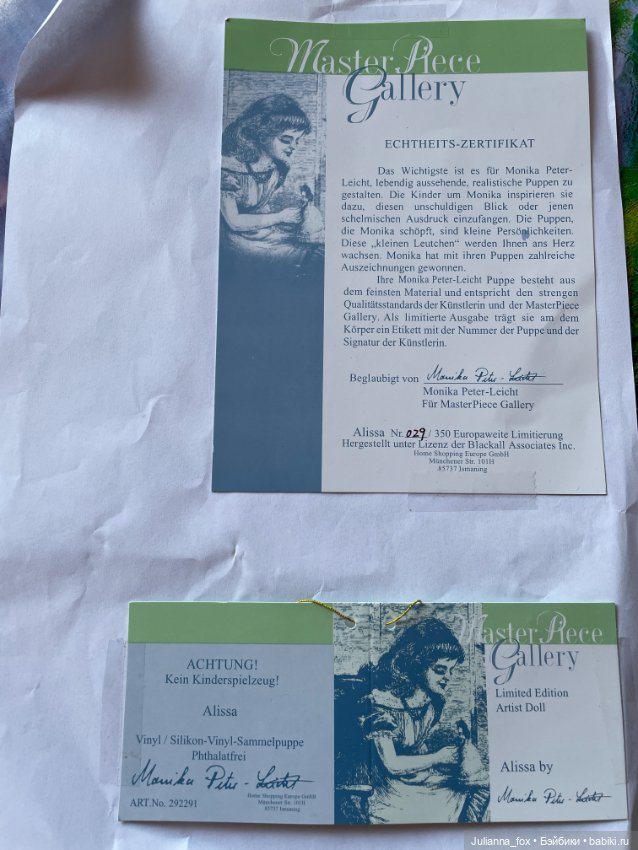 MasterPiece
Gallery
ECHTHEITS-ZERTIFIKAT
Das Wichtigste ist es für Monika Peter-
Leicht, lebendig aussehende, realistische Puppen zu
gestalten. Die Kinder um Monika inspirieren sie
dazu, diesen unschuldigen Blick oder jenen
schelmischen Ausdruck einzufangen. Die Puppen,
die Monika schöpft, sind kleine Persönlichkeiten.
Diese „kleinen Leutchen“ werden Ihnen ans Herz
wachsen. Monika hat mit ihren Puppen zahlreiche
Auszeichnungen gewonnen.
Ihre Monika Peter-Leicht Puppe besteht aus
dem feinsten Material und entspricht den strengen
Qualitätsstandards der Künstlerin und der MasterPiece
Gallery. Als limitierte Ausgabe trägt sie am dem
Körper ein Etikett mit der Nummer der Puppe und der
Signatur der Künstlerin.
Beglaubigt von Monika Peter-Leicht
Monika Peter-Leicht
Für MasterPiece Gallery
Alissa Nr. 029 / 350 Europaweite Limitierung
Hergestellt unter Lizenz der Blackall Associates Inc.
Home Shopping Europe GmbH
Münchener Str. 101H
85737 Ismaning
ACHTUNG!
Kein Kinderspielzeug!
Alissa
Vinyl / Silikon-Vinyl-Sammelpuppe
Phthalatfrei
Monika Peter-Leicht
ART.No. 292291
Home Shopping Europe GmbH
Münchener Str. 101H
85737 Ismaning
MasterPiece
Gallery
Limited Edition
Artist Doll
Alissa by
Monika Peter-Leicht
Julianna_fox • Бэйбики • babiki.ru